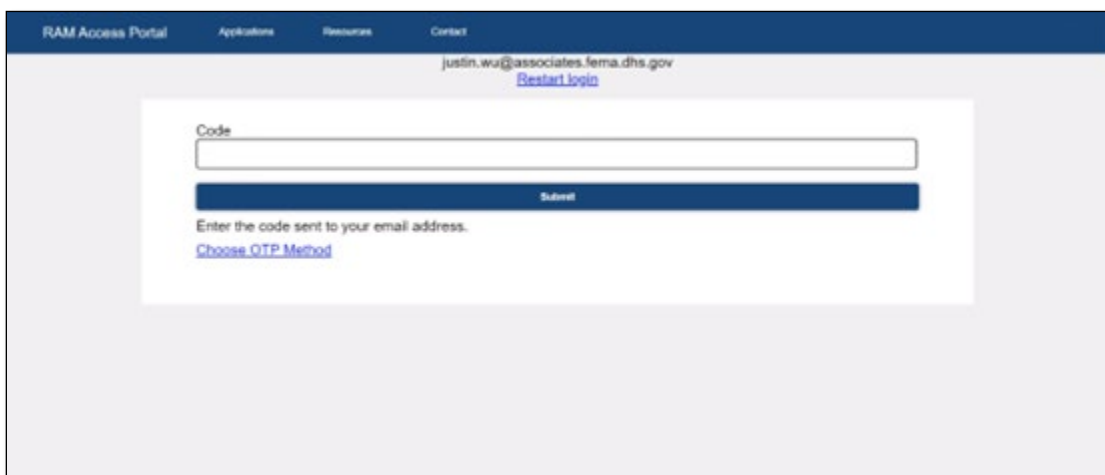 RAM Access Portal Applications Resources Contact
justin.wu@associates.fema.dhs.gov
Restart login
Code
Submit
Enter the code sent to your email address.
Choose OTP Method